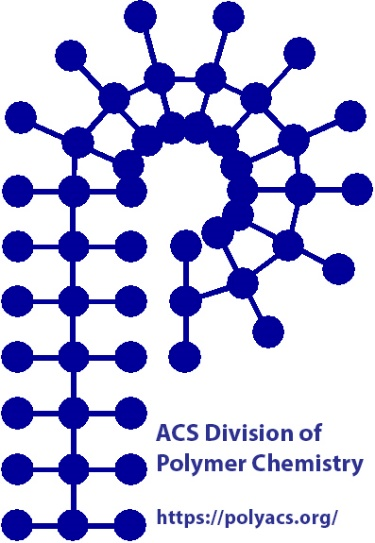 ACS Division of
Polymer Chemistry
https://polyacs.org/